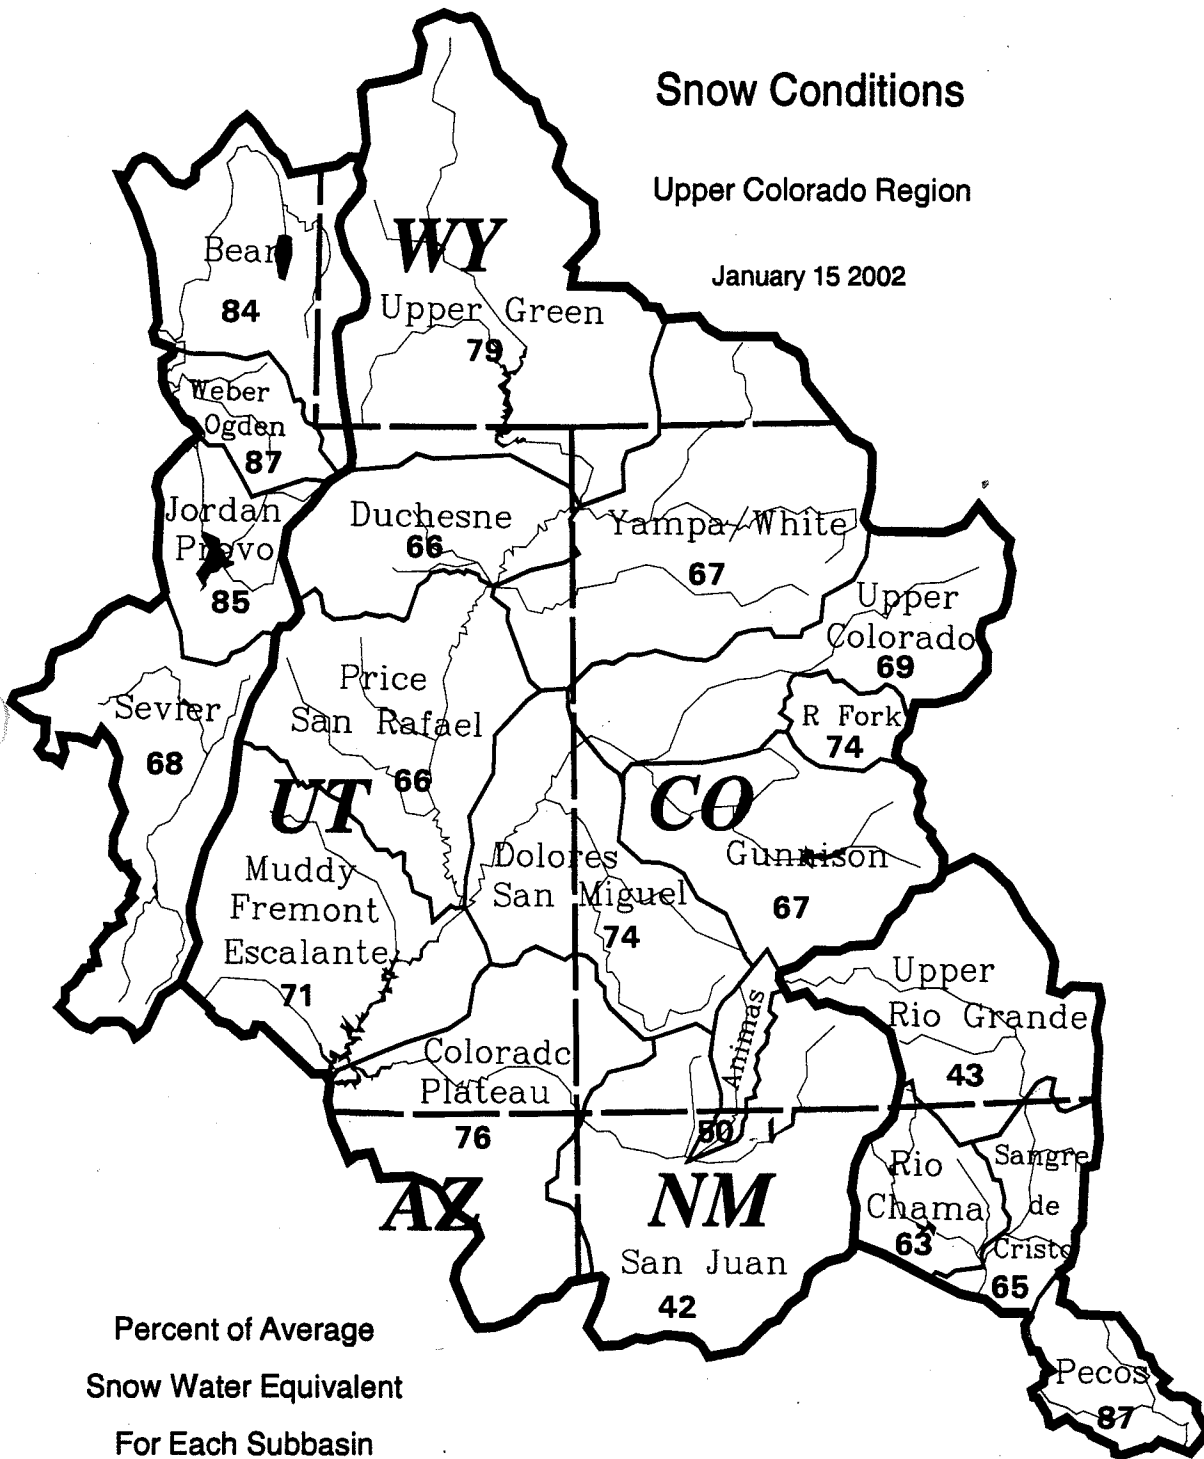 Snow Conditions
Upper Colorado Region
January 15 2002
WY
Bear
84
Upper Green
79
Weber
Ogden
87
Jordan
Provo
85
Duchesne
66
Yampa/White
67
Upper
Colorado
69
Price
San Rafael
66
Sevier
68
R Fork
74
UT
CO
Muddy
Fremont
Escalante
71
Dolores
San Miguel
74
Gunnison
67
Upper
Rio Grande
43
Animas
50
Colorado
Plateau
76
AZ
NM
San Juan
42
Rio
Chama
63
Sangre
de
Cristo
65
Pecos
87
Percent of Average
Snow Water Equivalent
For Each Subbasin